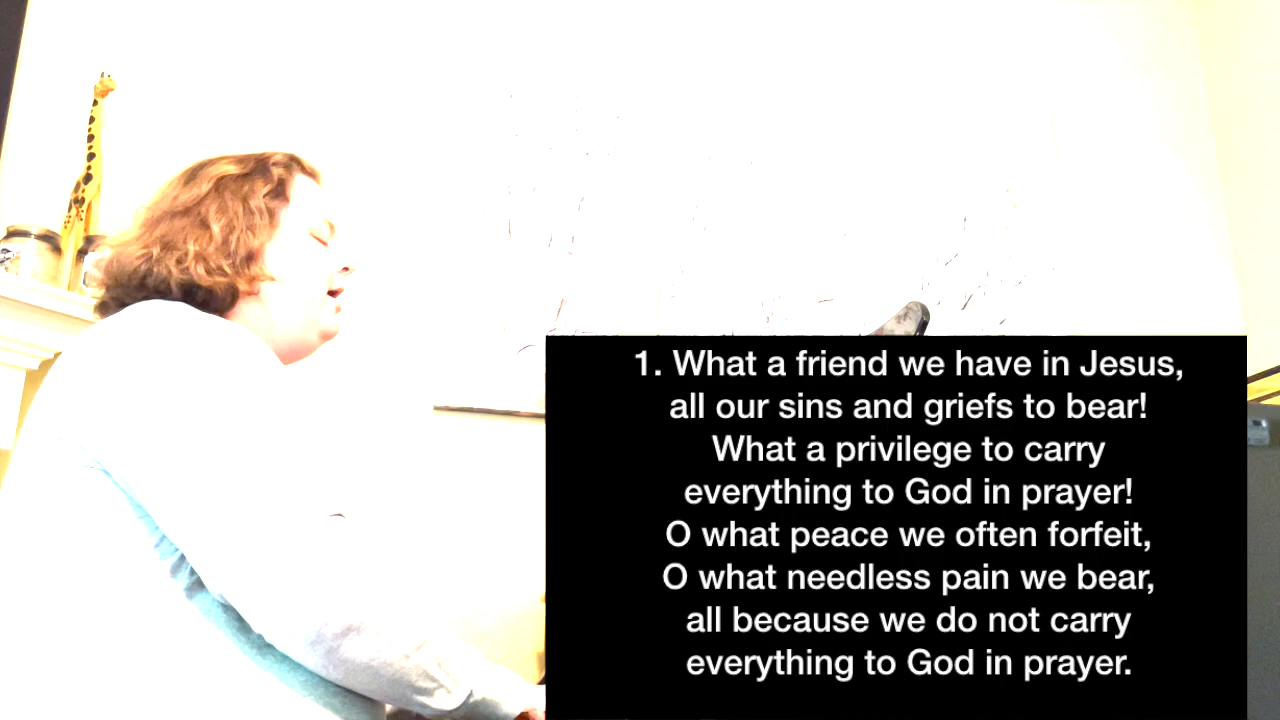 1. What a friend we have in Jesus,
all our sins and griefs to bear!
What a privilege to carry
everything to God in prayer!
O what peace we often forfeit,
O what needless pain we bear,
all because we do not carry
everything to God in prayer.